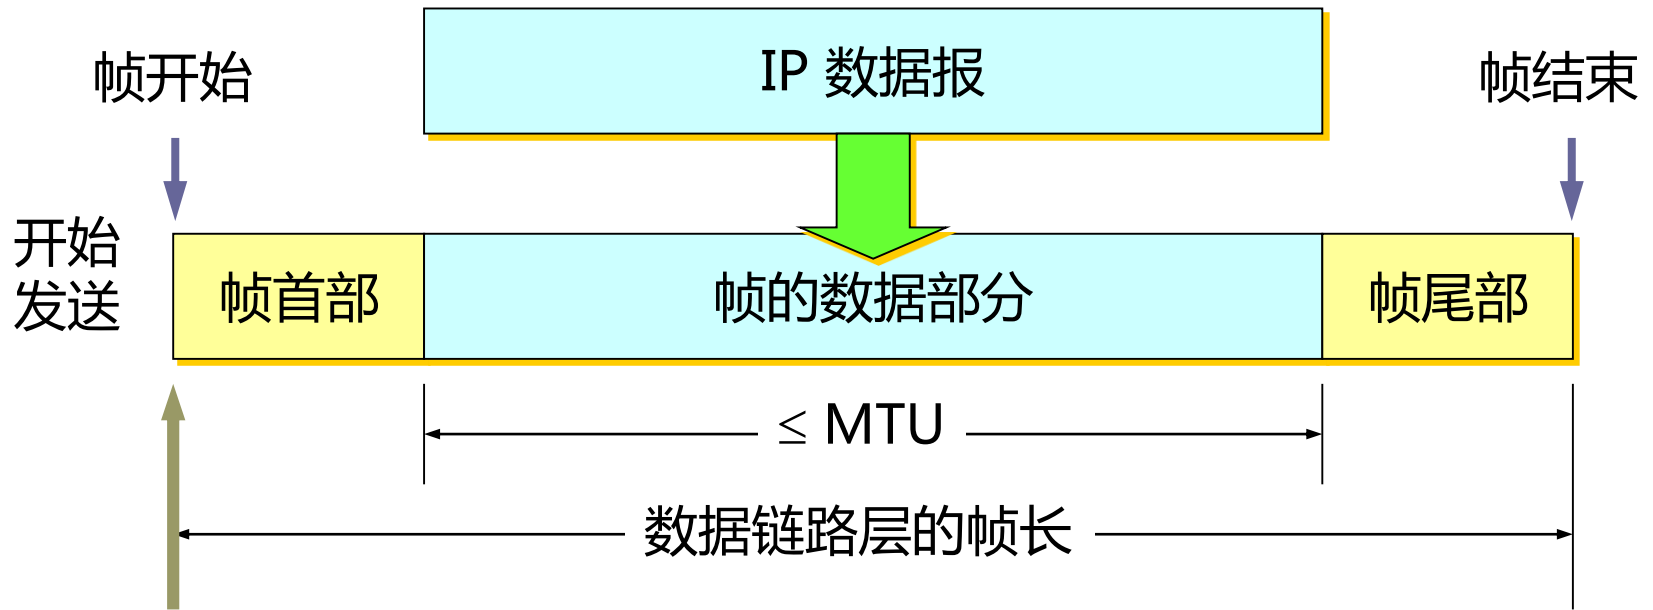 IP 数据报
帧开始
帧结束
开始
发送
帧首部
帧的数据部分
帧尾部
≤ MTU
数据链路层的帧长